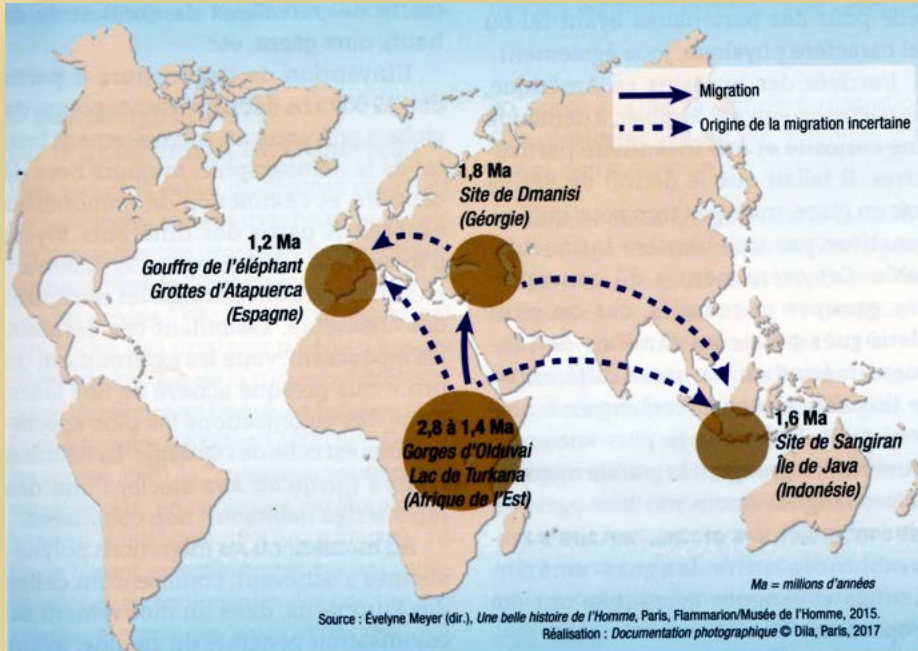 Migration
Origine de la migration incertaine
1,8 Ma
Site de Dmanisi
(Géorgie)
1,2 Ma
Gouffre de l'éléphant
Grottes d'Atapuerca
(Espagne)
2,8 à 1,4 Ma
Gorges d'Olduvai
Lac de Turkana
(Afrique de l'Est)
1,6 Ma
Site de Sangiran
Île de Java
(Indonésie)
Ma = millions d'années
Source : Évelyne Meyer (dir.), Une belle histoire de l'Homme, Paris, Flammarion/Musée de l'Homme, 2015.
Réalisation : Documentation photographique © Dila, Paris, 2017